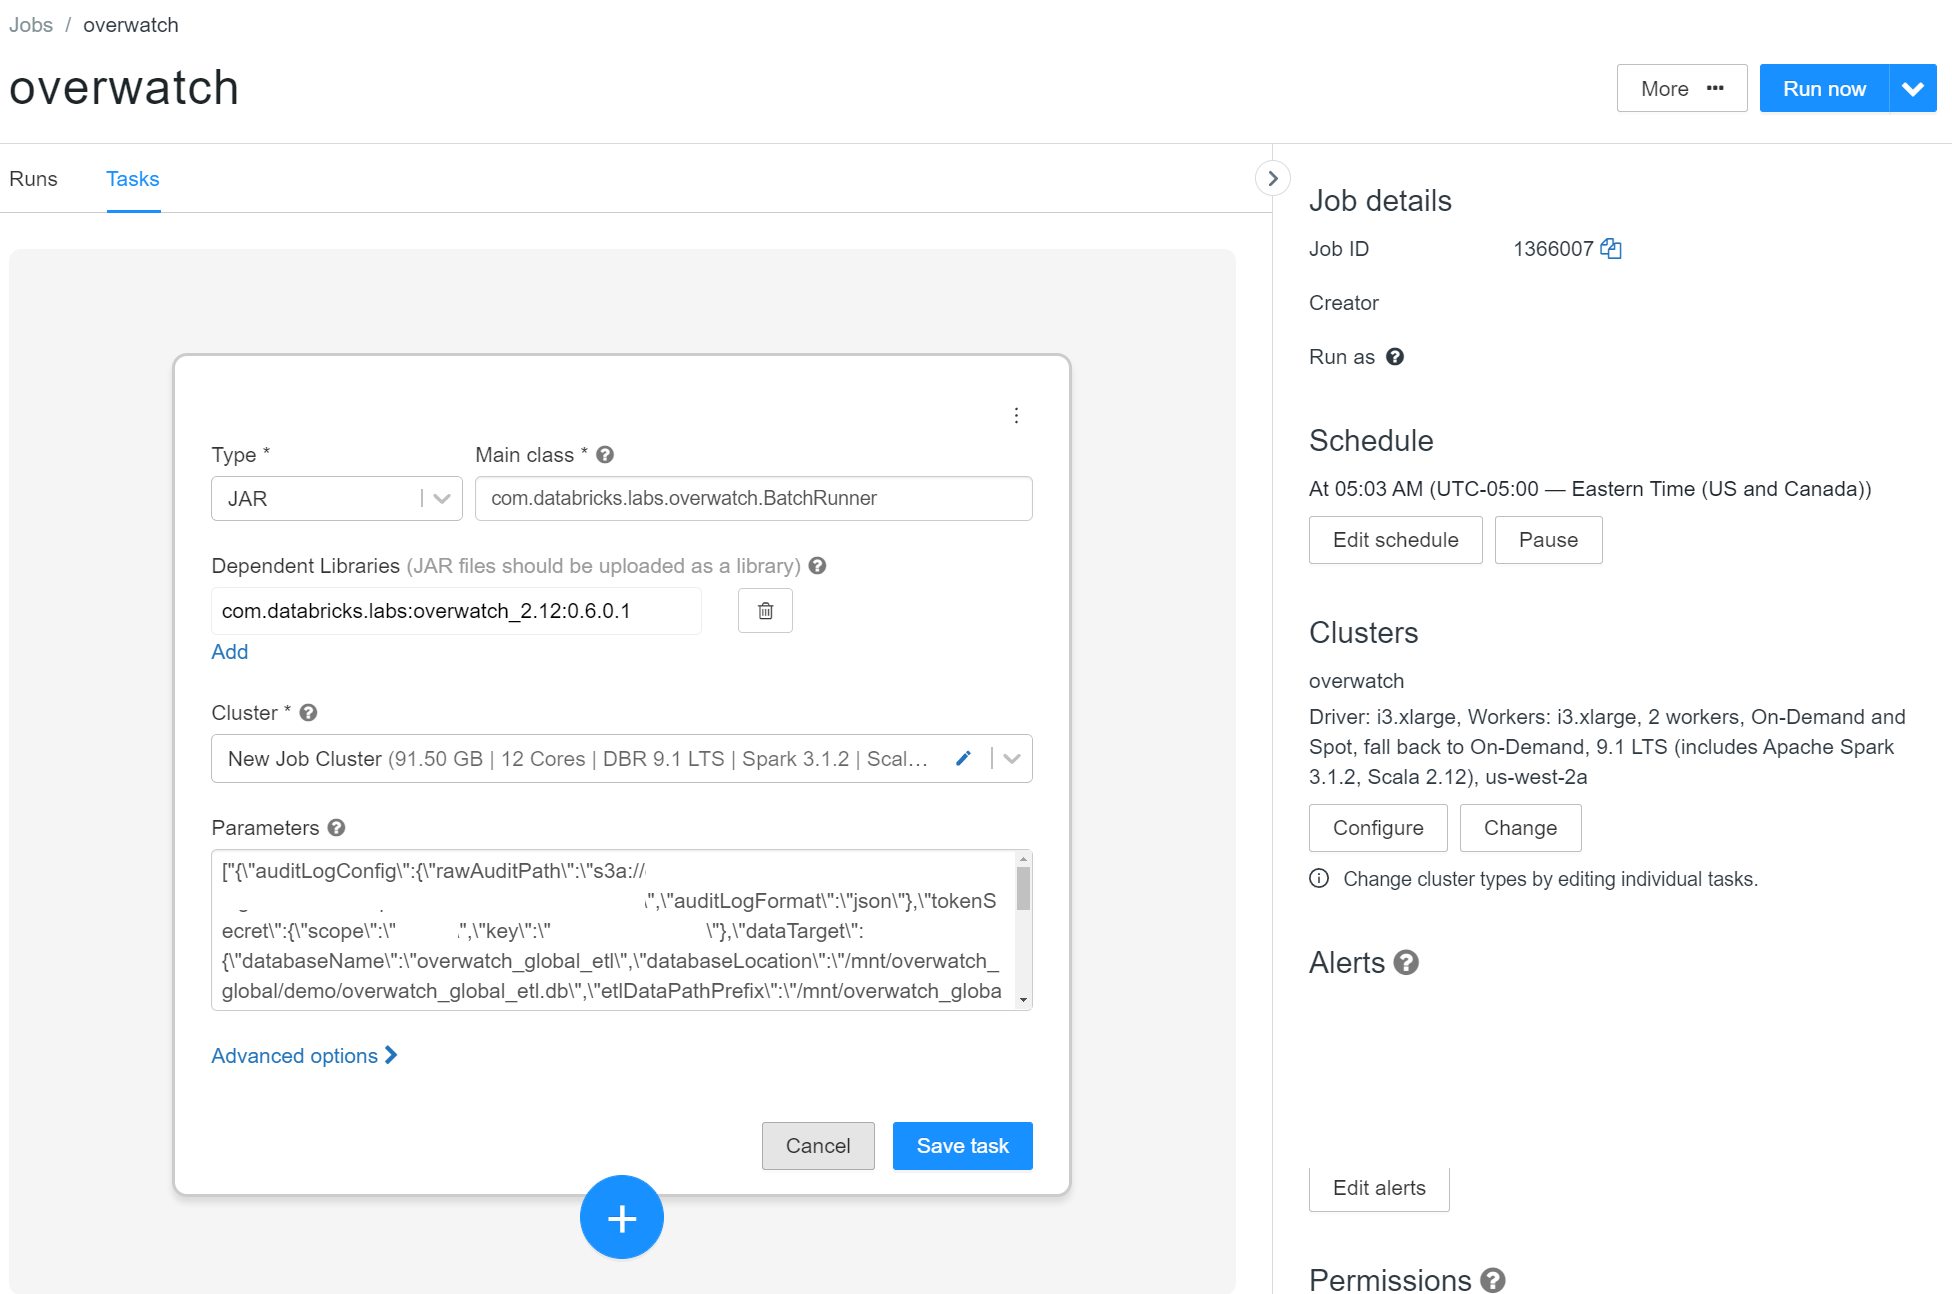 Jobs / overwatch
overwatch
More ···
Run now
Runs
Tasks
Type *
Main class *
JAR
com.databricks.labs.overwatch.BatchRunner
Dependent Libraries (JAR files should be uploaded as a library)
com.databricks.labs:overwatch_2.12:0.6.0.1
Add
Cluster *
New Job Cluster (91.50 GB | 12 Cores | DBR 9.1 LTS | Spark 3.1.2 | Scal...
Parameters
["{\"auditLogConfig\":{\"rawAuditPath\":\"s3a://
\",\"auditLogFormat\":\"json\"},\"tokenS
ecret\":{\"scope\":\" ",\"key\":\" \"},\"dataTarget\":
{\"databaseName\":\"overwatch_global_etl\",\"databaseLocation\":\"/mnt/overwatch_
global/demo/overwatch_global_etl.db\",\"etlDataPathPrefix\":\"/mnt/overwatch_globa
Advanced options
Cancel
Save task
Job details
Job ID 1366007
Creator
Run as
Schedule
At 05:03 AM (UTC-05:00 — Eastern Time (US and Canada))
Edit schedule
Pause
Clusters
overwatch
Driver: i3.xlarge, Workers: i3.xlarge, 2 workers, On-Demand and
Spot, fall back to On-Demand, 9.1 LTS (includes Apache Spark
3.1.2, Scala 2.12), us-west-2a
Configure
Change
Change cluster types by editing individual tasks.
Alerts
Edit alerts
Permissions